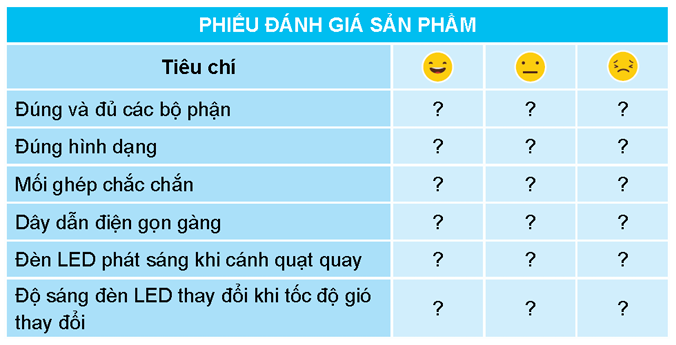 PHIẾU ĐÁNH GIÁ SẢN PHẨM
Tiêu chí
Đúng và đủ các bộ phận ? ? ?
Đúng hình dạng ? ? ?
Mối ghép chắc chắn ? ? ?
Dây dẫn điện gọn gàng ? ? ?
Đèn LED phát sáng khi cánh quạt quay ? ? ?
Độ sáng đèn LED thay đổi khi tốc độ gió
thay đổi ? ? ?